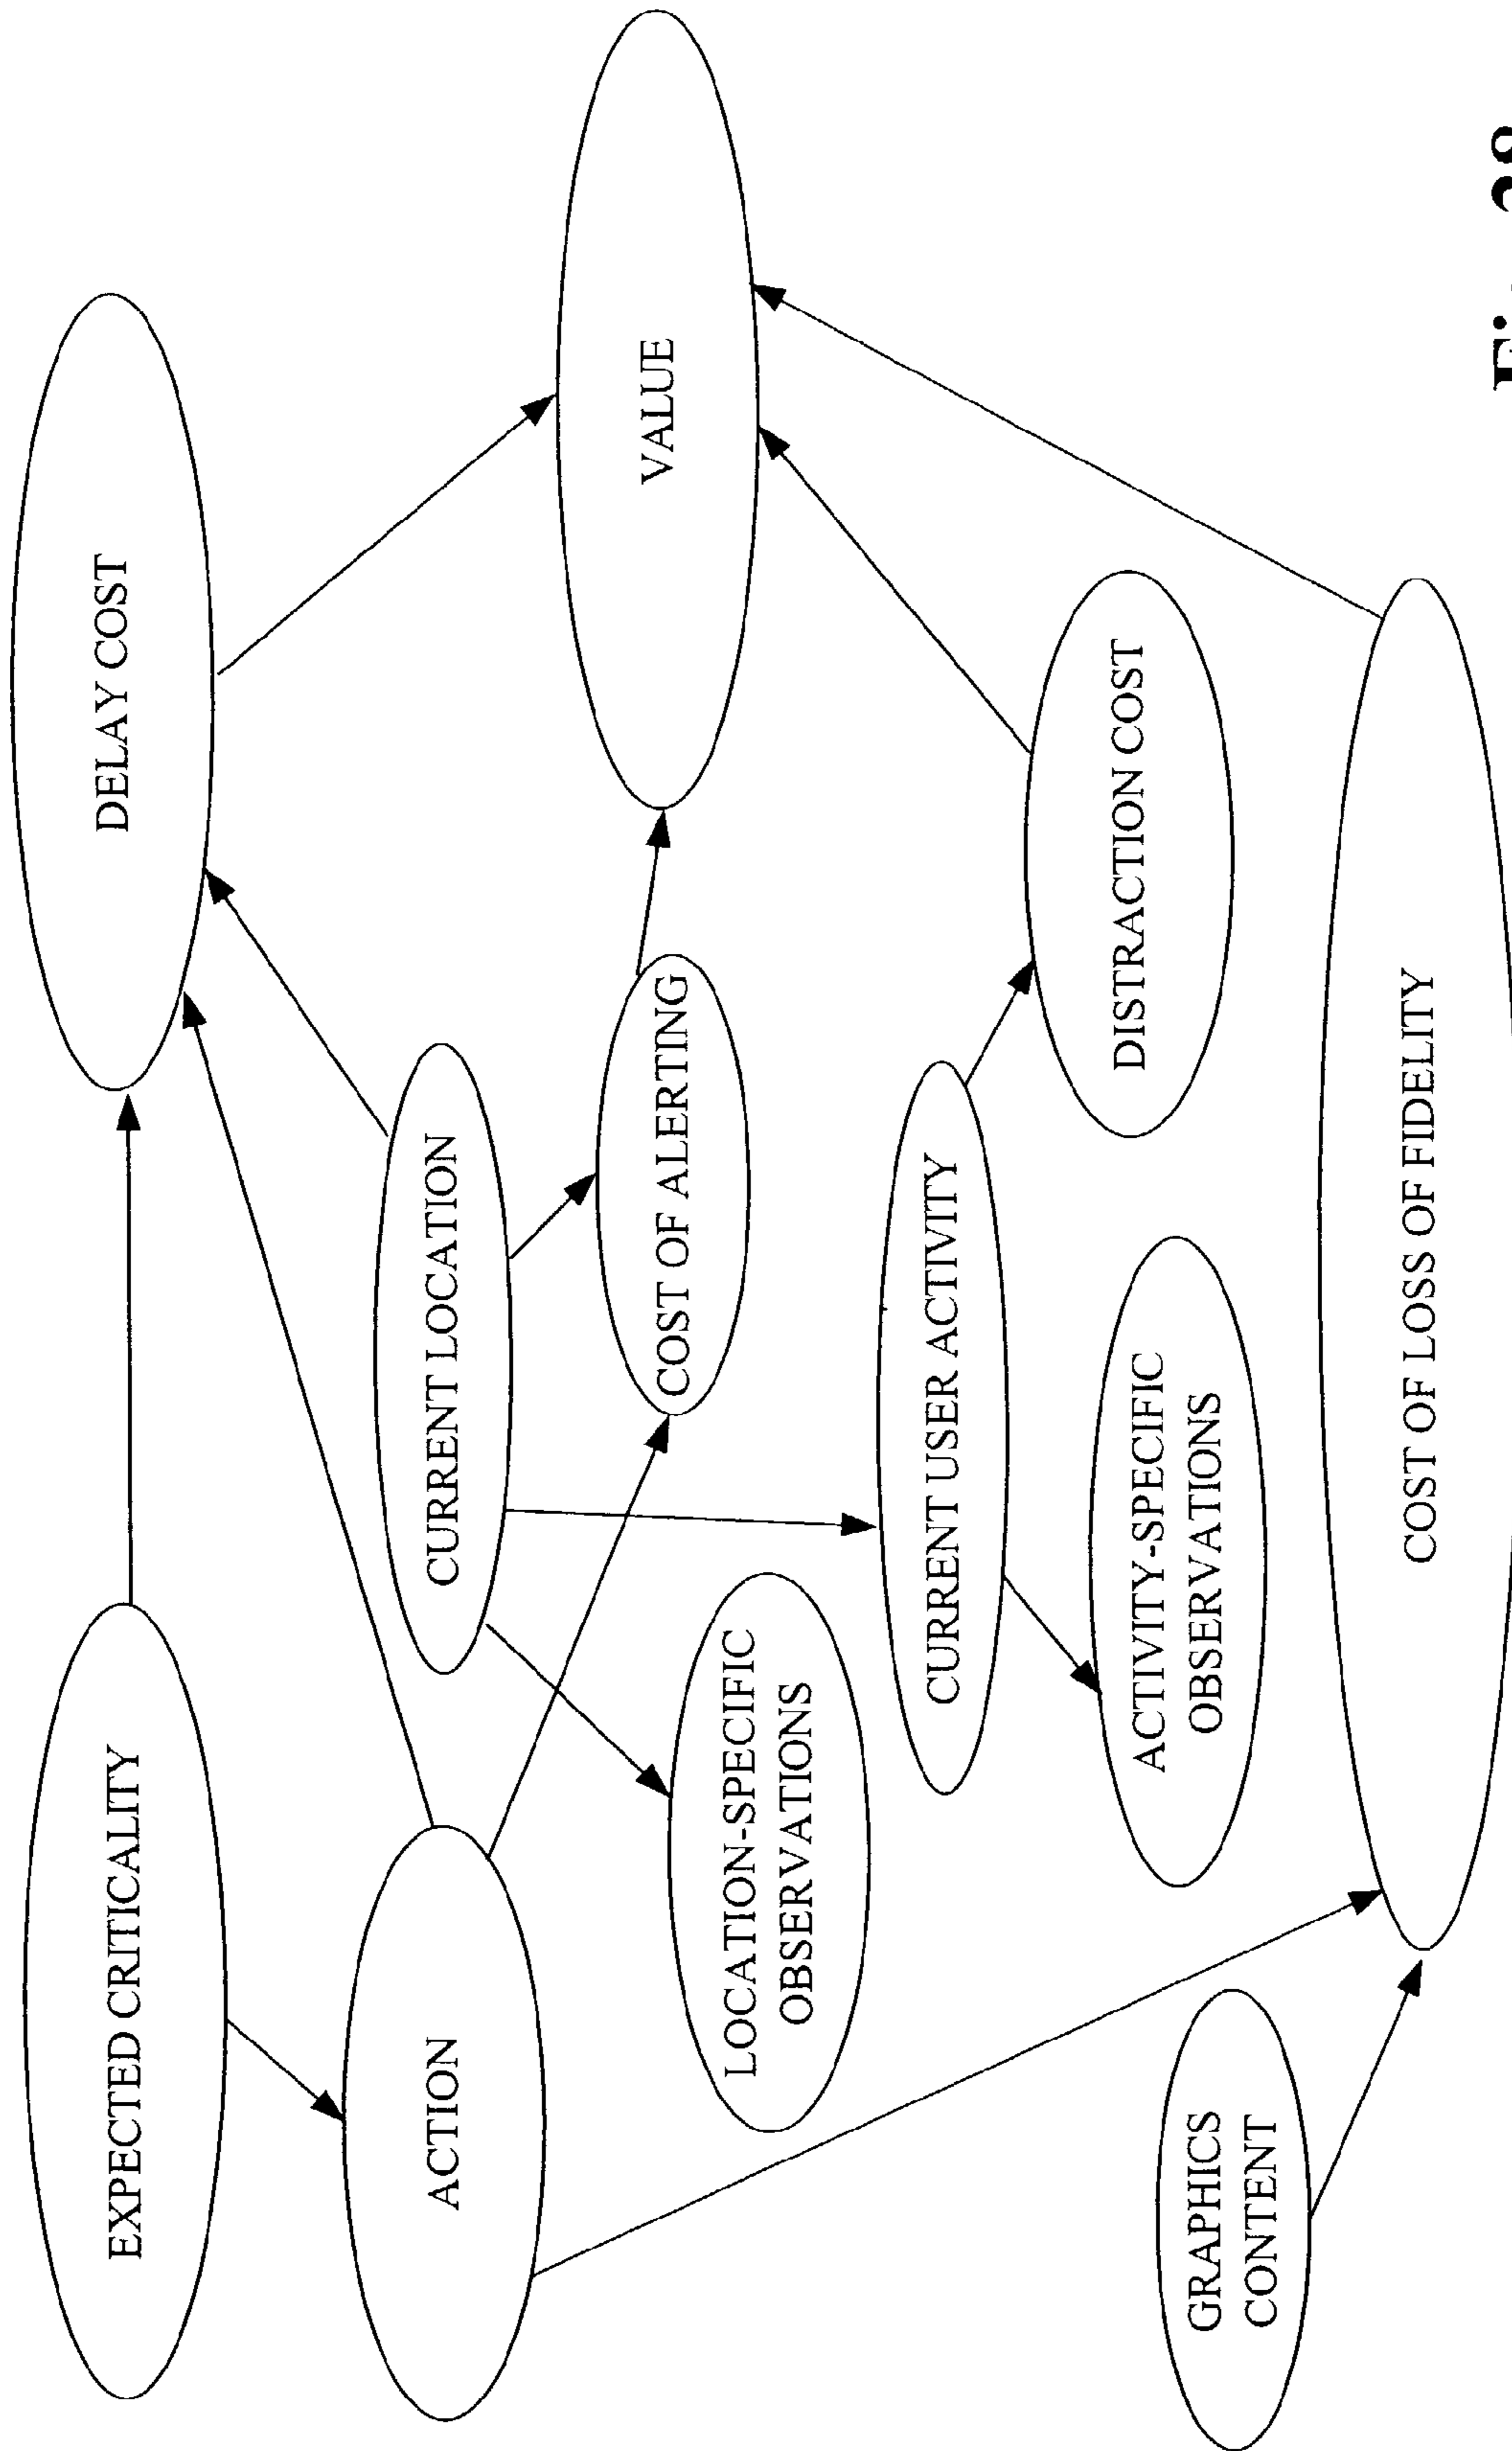 EXPECTED CRITICALITY
DELAY COST
ACTION
CURRENT LOCATION
VALUE
COST OF ALERTING
LOCATION-SPECIFIC
OBSERVATIONS
CURRENT USER ACTIVITY
DISTRACTION COST
ACTIVITY-SPECIFIC
OBSERVATIONS
GRAPHICS
CONTENT
COST OF LOSS OF FIDELITY